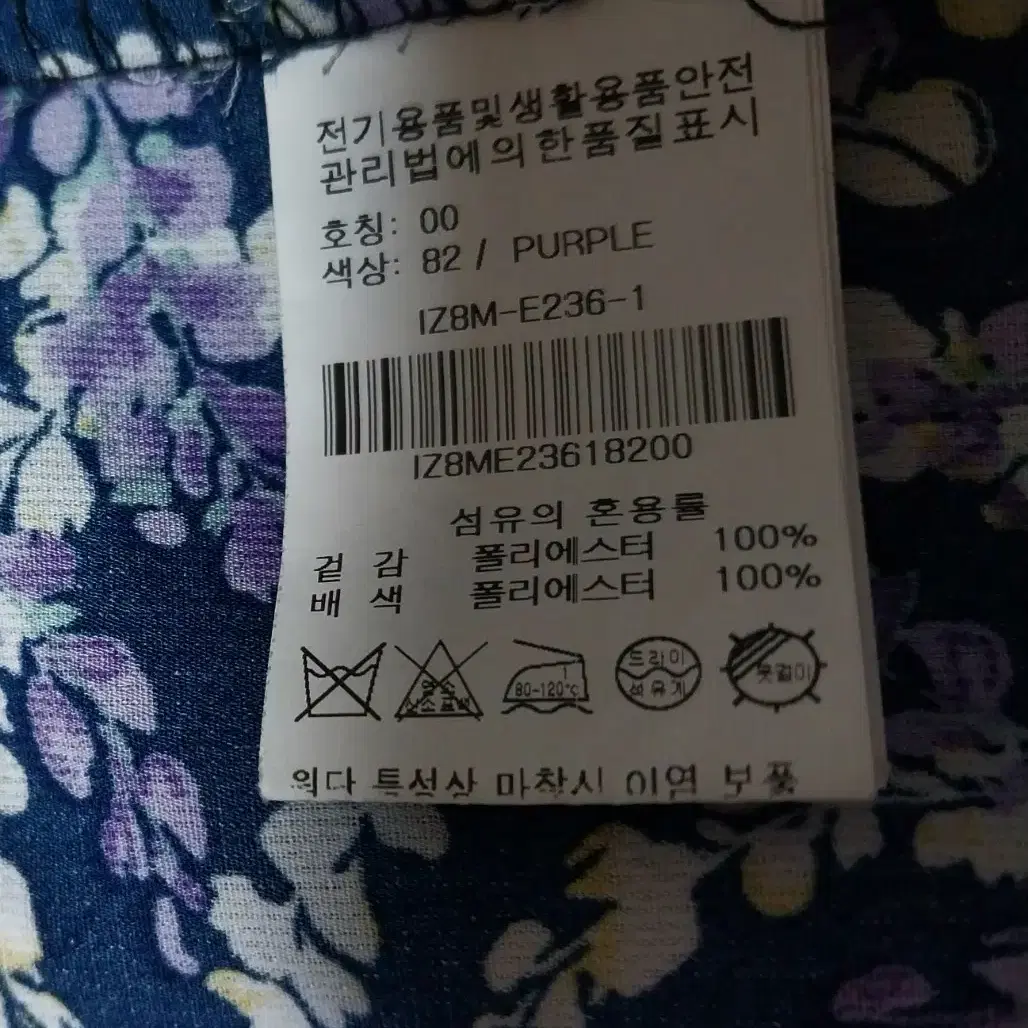 전기용품및생활용품안전
관리법에의한품질표시
호칭: 00
색상: 82 / PURPLE
IZ8M-E236-1
IZ8ME23618200
섬유의 혼용률
겉 감 폴리에스터 100%
배 색 폴리에스터 100%
80-120℃
드라이
석유계
옷걸이
원단 특성상 마찰시 이염 보풀